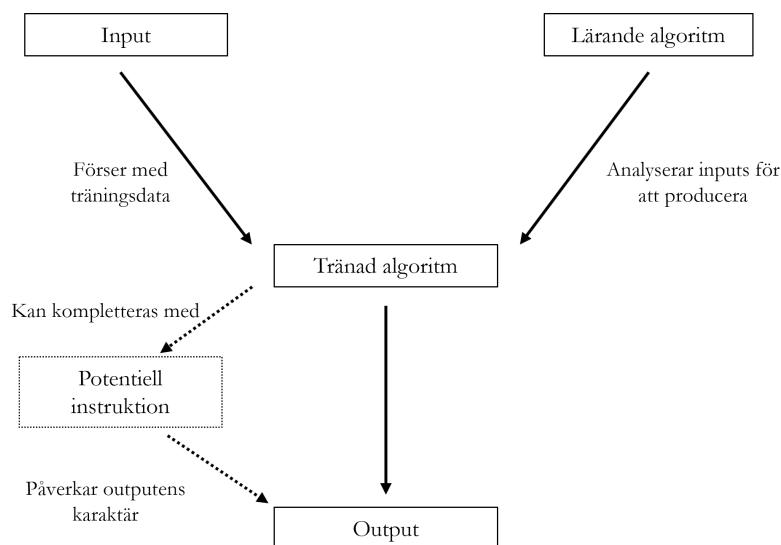 Input
Lärande algoritm
Förser med
träningsdata
Analyserar inputs för
att producera
Tränad algoritm
Kan kompletteras med
Potentiell
instruktion
Påverkar outputens
karaktär
Output